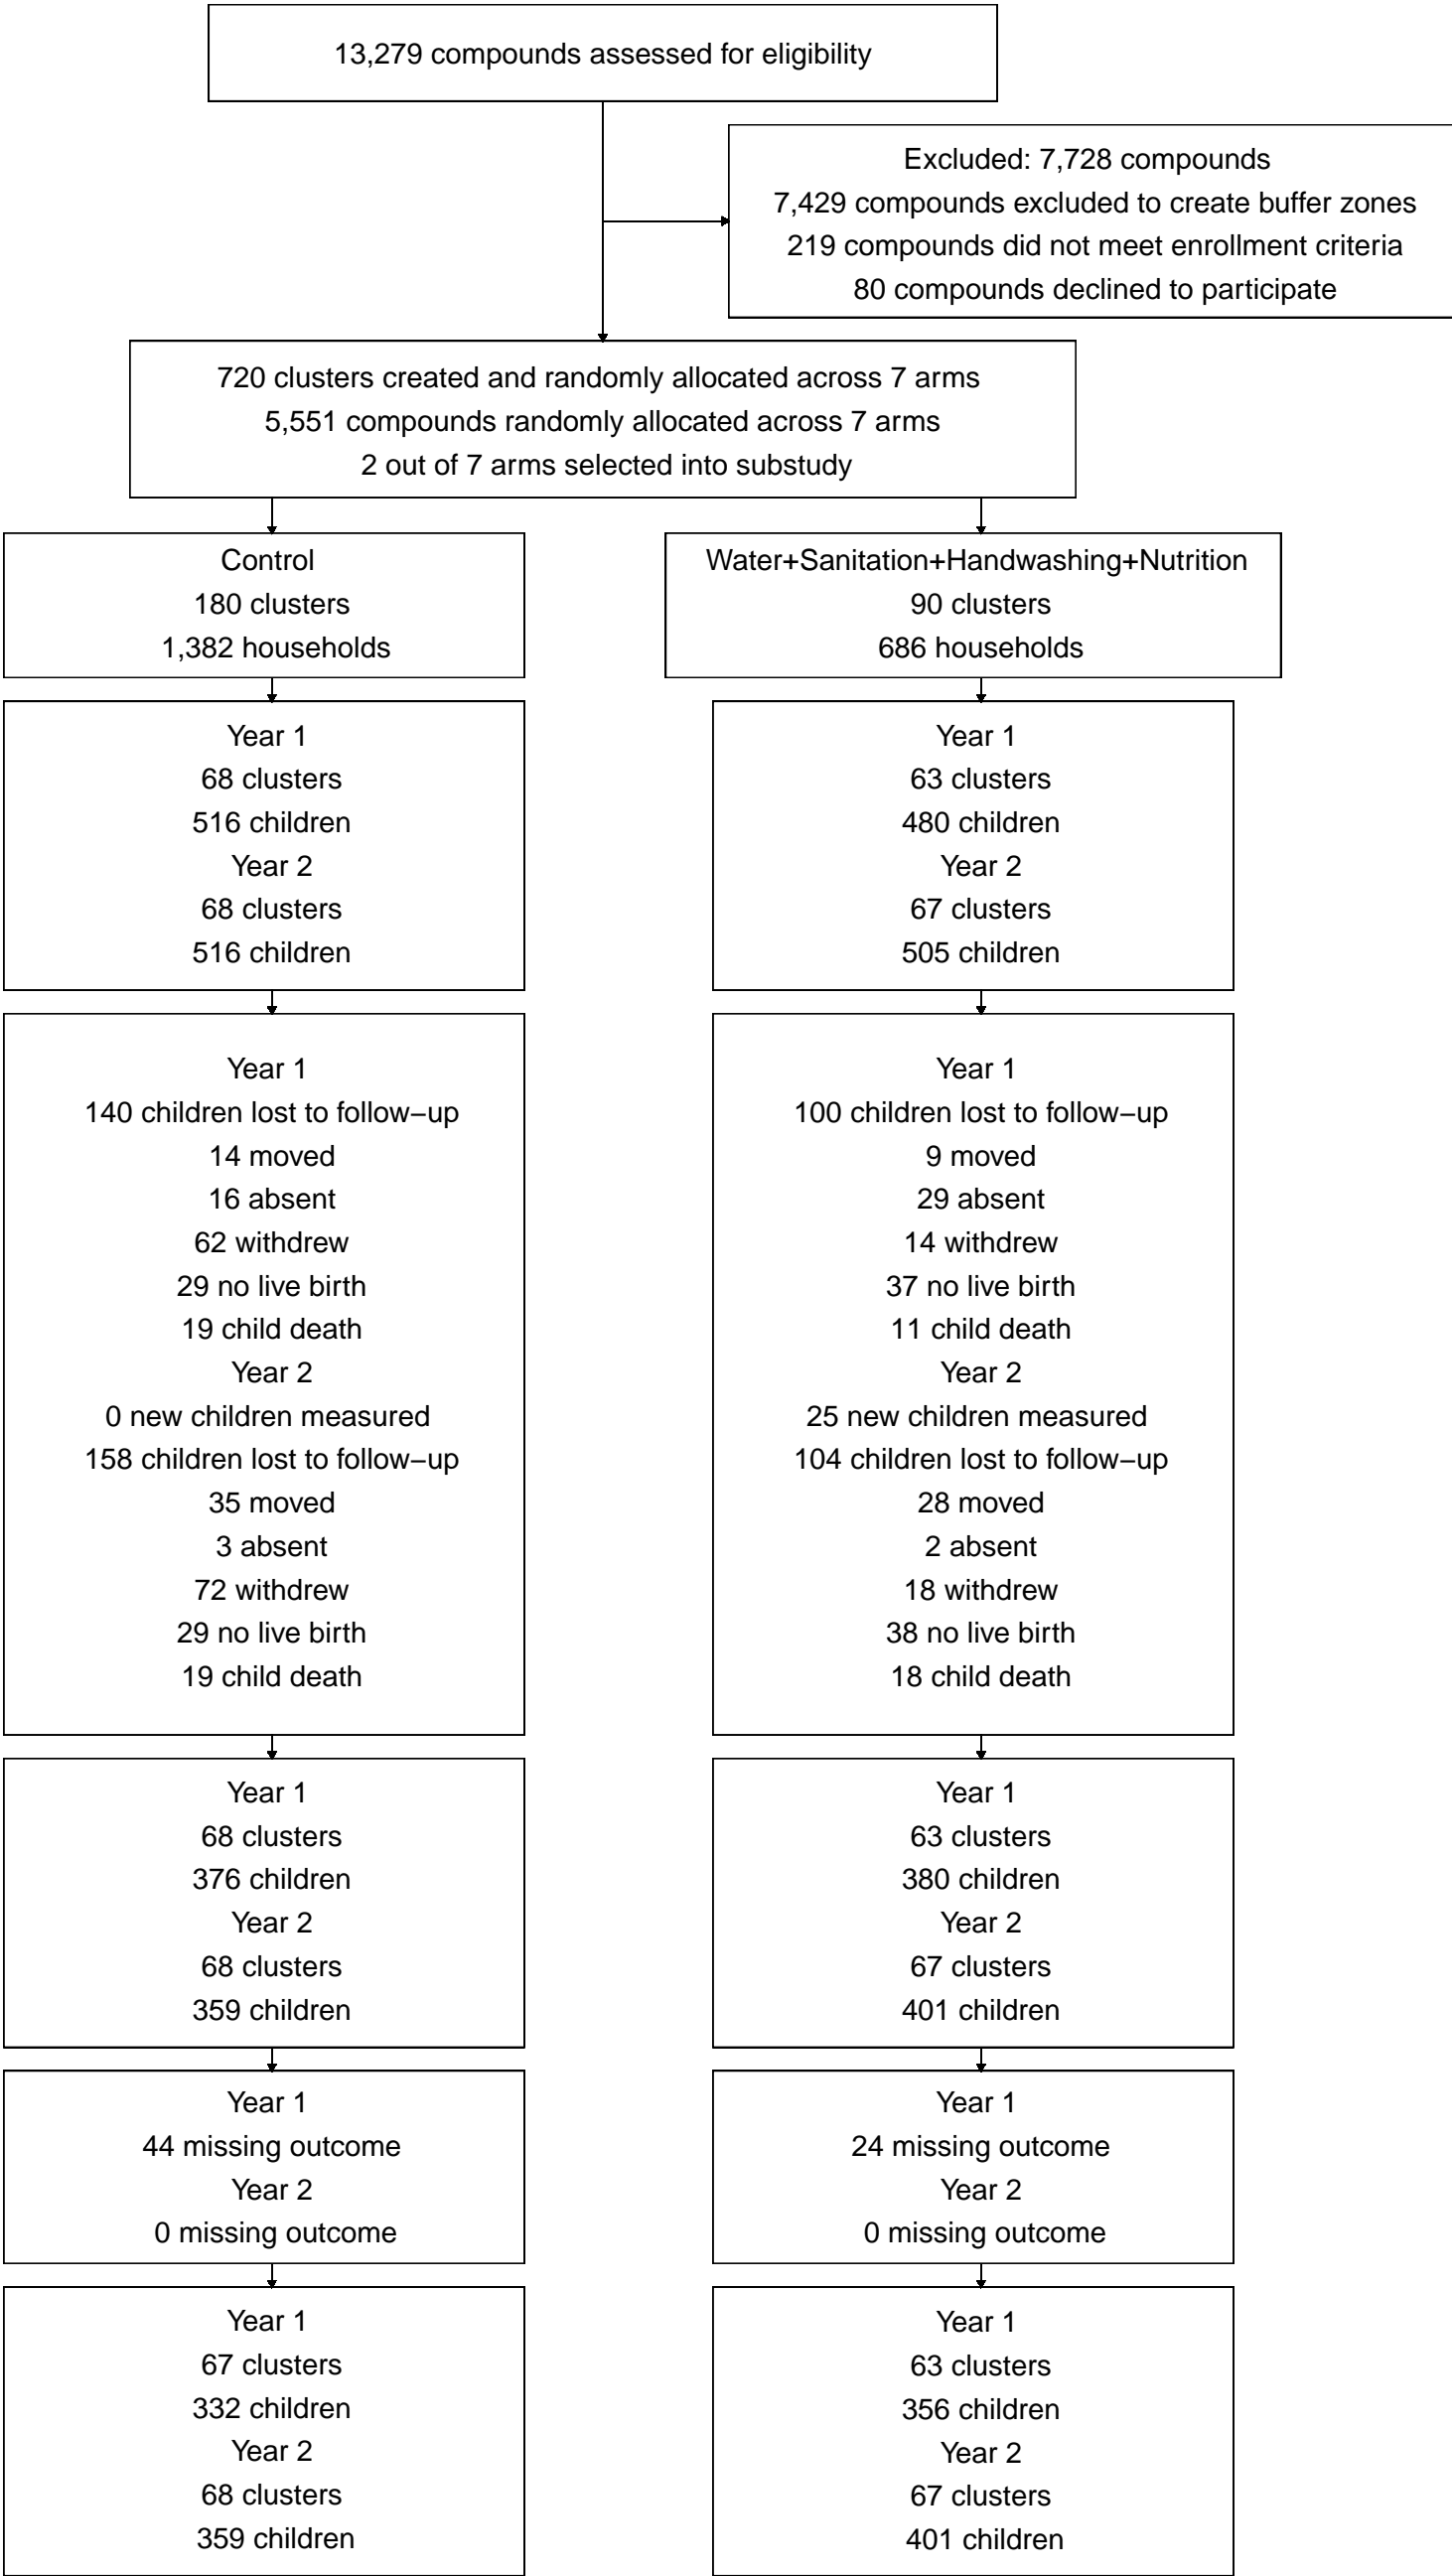 13,279 compounds assessed for eligibility
Excluded: 7,728 compounds
7,429 compounds excluded to create buffer zones
219 compounds did not meet enrollment criteria
80 compounds declined to participate
720 clusters created and randomly allocated across 7 arms
5,551 compounds randomly allocated across 7 arms
2 out of 7 arms selected into substudy
Control
180 clusters
1,382 households
Water+Sanitation+Handwashing+Nutrition
90 clusters
686 households
Year 1
68 clusters
516 children
Year 2
68 clusters
516 children
Year 1
63 clusters
480 children
Year 2
67 clusters
505 children
Year 1
140 children lost to follow−up
14 moved
16 absent
62 withdrew
29 no live birth
19 child death
Year 2
0 new children measured
158 children lost to follow−up
35 moved
3 absent
72 withdrew
29 no live birth
19 child death
Year 1
100 children lost to follow−up
9 moved
29 absent
14 withdrew
37 no live birth
11 child death
Year 2
25 new children measured
104 children lost to follow−up
28 moved
2 absent
18 withdrew
38 no live birth
18 child death
Year 1
68 clusters
376 children
Year 2
68 clusters
359 children
Year 1
63 clusters
380 children
Year 2
67 clusters
401 children
Year 1
44 missing outcome
Year 2
0 missing outcome
Year 1
24 missing outcome
Year 2
0 missing outcome
Year 1
67 clusters
332 children
Year 2
68 clusters
359 children
Year 1
63 clusters
356 children
Year 2
67 clusters
401 children